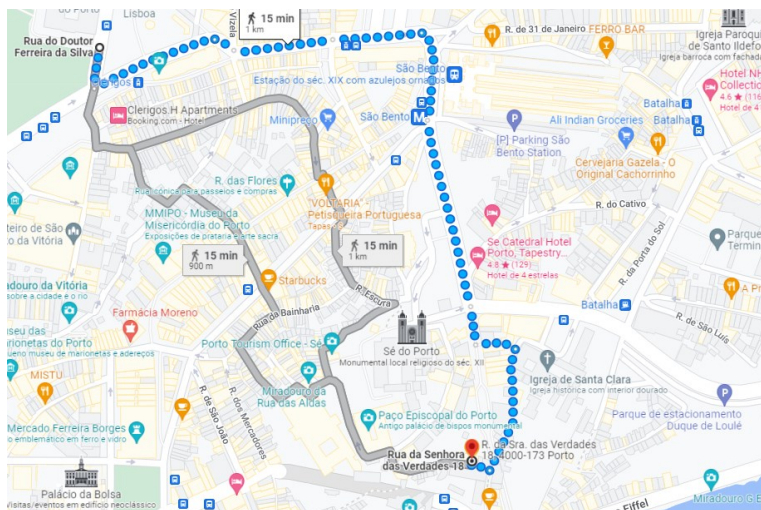 Lisboa
Rua do Doutor
Ferreira da Silva
Vizela
15 min
1 km
R. de 31 de Janeiro
FERRO BAR
Igreja Paroqui
de Santo Ildefo
Igreja barroca com fachada
Estação do séc. XIX com azulejos ornados
São Bento
Hotel NH
Collection
4.6 (116
Hotel de 4
Clérigos
Clerigos H Apartments
Booking.com - Hotel
Minipreço
São Bento
M
P
[P] Parking São
Bento Station
Ali Indian Groceries
Batalha
Batalha
Cervejaria Gazela - O
Original Cachorrinho
R. das Flores
Rua icónica para passeios e compras
"VOLTARIA" -
Petisqueira Portuguesa
Tapas
MMIPO - Museu da
Misericórdia do Porto
Exposições de prataria e arte sacra
R. do Cativo
teiro de São
o da Vitória
15 min
900 m
15 min
1 km
Se Catedral Hotel
Porto, Tapestry...
4.8 (129)
Hotel de 4 estrelas
R. da Porta do Sol
Parque
Termin
adouro da Vitória
sobre a cidade é o rio
Starbucks
Farmácia Moreno
R. Escura
Rua da Bainharia
Batalha
A Pr
R. de São Luís
useu das
arionetas do Porto
queno museu de marionetas e adereços
Porto Tourism Office - Sé
Sé do Porto
Monumental local religioso do séc. XII
Igreja de Santa Clara
Igreja histórica com interior dourado
MISTU
Miradouro da
Rua das Aldas
R. de São João
R. dos Mercadores
Paço Episcopal do Porto
Antigo palácio de bispos monumental
P
Parque de estacionamento
Duque de Loulé
Mercado Ferreira Borges
o emblemático em ferro e vidro
Rua da Senhora
das Verdades 18
R. da Sra. das Verdades
18, 4000-173 Porto
Palácio da Bolsa
Visitas/eventos em edifício neoclássico
Eiffel
Miradouro G E